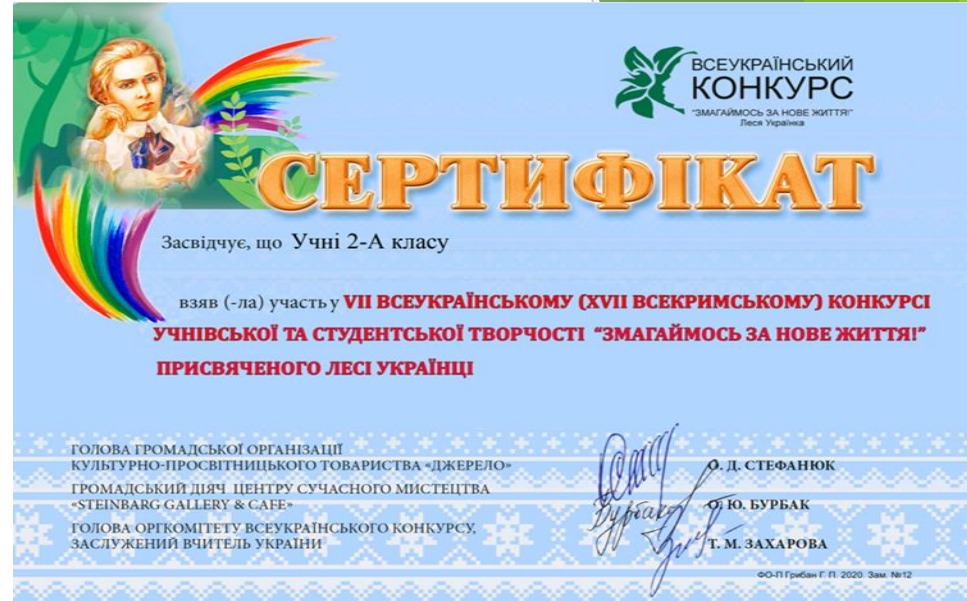 ВСЕУКРАЇНСЬКИЙ
КОНКУРС
"ЗМАГАЙМОСЬ ЗА НОВЕ ЖИТТЯ!"
Леся Українка
СЕРТИФІКАТ
Засвідчує, що Учні 2-А класу
взяв (-ла) участь у VII ВСЕУКРАЇНСЬКОМУ (XVII ВСЕКРИМСЬКОМУ) КОНКУРСІ
УЧНІВСЬКОЇ ТА СТУДЕНТСЬКОЇ ТВОРЧОСТІ “ЗМАГАЙМОСЬ ЗА НОВЕ ЖИТТЯ!”
ПРИСВЯЧЕНОГО ЛЕСІ УКРАЇНЦІ
ГОЛОВА ГРОМАДСЬКОЇ ОРГАНІЗАЦІЇ
КУЛЬТУРНО-ПРОСВІТНИЦЬКОГО ТОВАРИСТВА «ДЖЕРЕЛО»
О. Д. СТЕФАНЮК
ГРОМАДСЬКИЙ ДІЯЧ ЦЕНТРУ СУЧАСНОГО МИСТЕЦТВА
«STEINBARG GALLERY & CAFE»
Бурбак
О. Ю. БУРБАК
ГОЛОВА ОРГКОМІТЕТУ ВСЕУКРАЇНСЬКОГО КОНКУРСУ,
ЗАСЛУЖЕНИЙ ВЧИТЕЛЬ УКРАЇНИ
Т. М. ЗАХАРОВА
ФО-П Грибан Г. П. 2020. Зам. №12